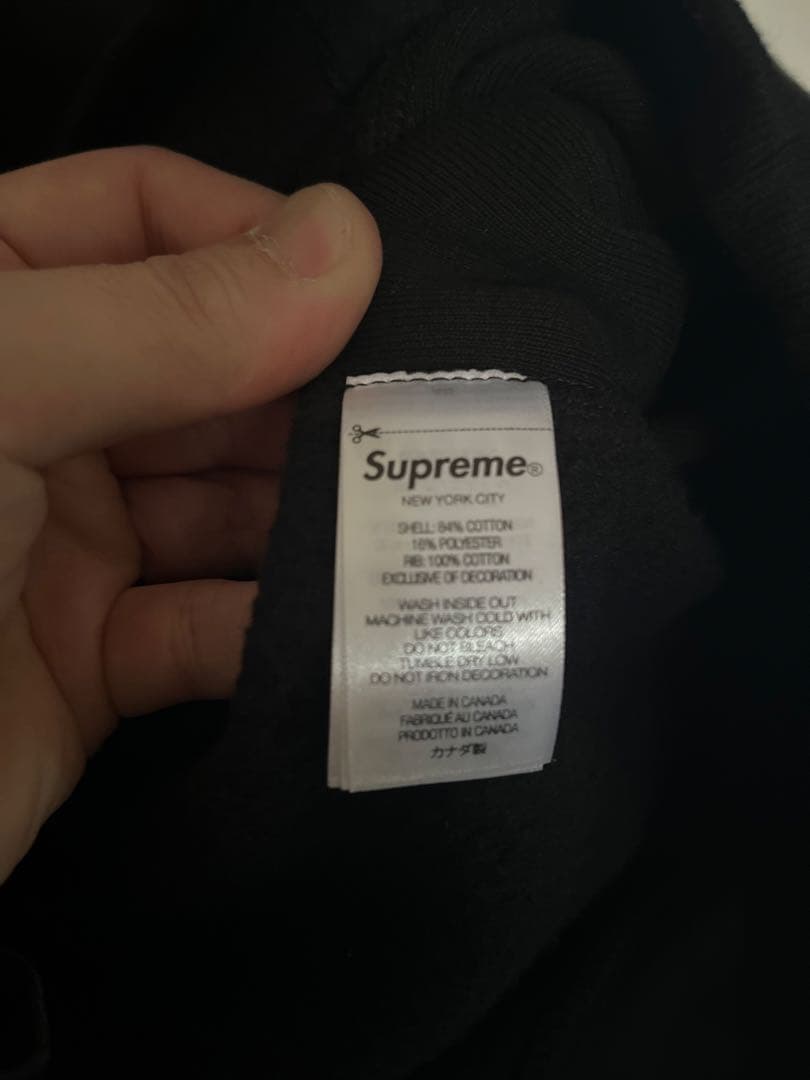 Supreme®
NEW YORK CITY
SHELL: 84% COTTON
16% POLYESTER
RIB: 100% COTTON
EXCLUSIVE OF DECORATION
WASH INSIDE OUT
MACHINE WASH COLD WITH
LIKE COLORS
DO NOT BLEACH
TUMBLE DRY LOW
DO NOT IRON DECORATION
MADE IN CANADA
FABRIQUÉ AU CANADA
PRODOTTO IN CANADA
カナダ製